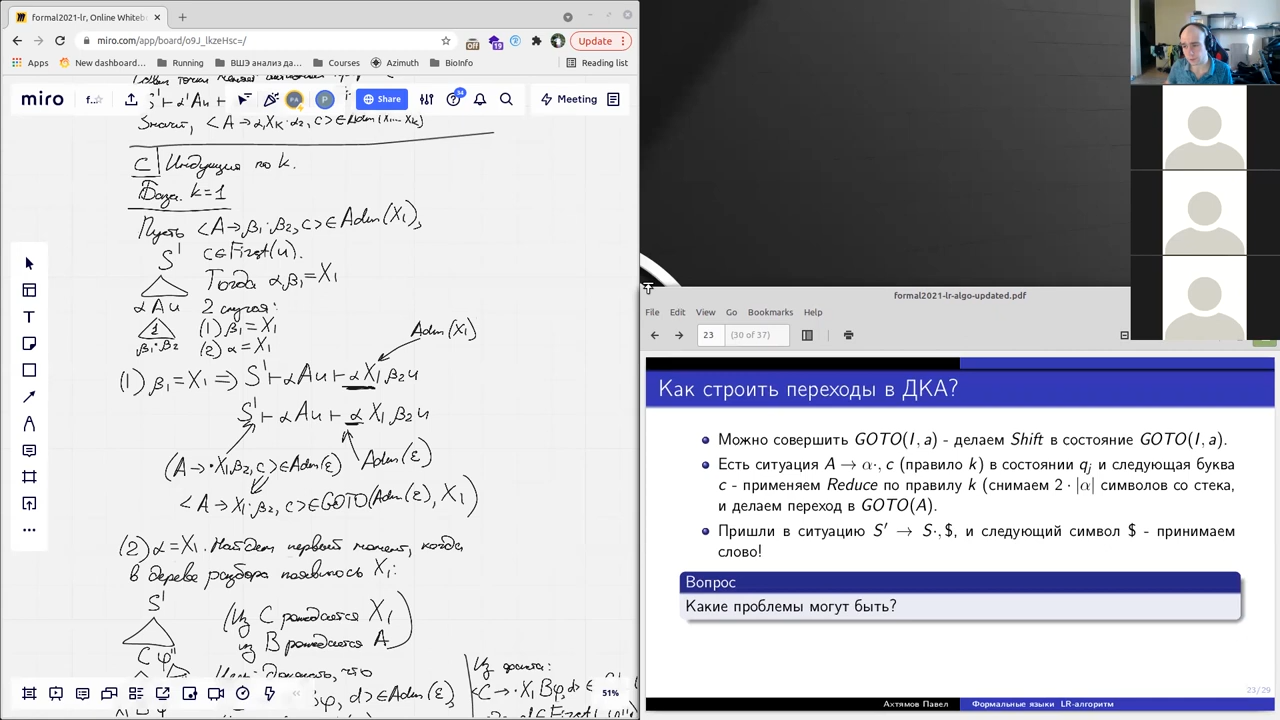 formal2021-lr, Online Whitebo
miro.com/app/board/o9J_lkzeHsc=/
Update
Apps
New dashboard...
Running
ВШЭ анализ да...
Courses
Azimuth
BioInfo
Reading list
miro
f...
Share
Meeting
Значит, < A → α₁Xₖ·α₂, c > ∈ Adm(X₁...Xₖ)
C | Индукция по k.
База. k=1
Пусть < A → β₁·β₂, c > ∈ Adm(X₁),
S' c ∈ First(u).
Тогда αβ₁ = X₁
α A u 2 случая:
(1) β₁ = X₁
β₁·β₂ (2) α = X₁
Adm(X₁)
(1) β₁ = X₁ ⇒ S' ⊢ αAu ⊢ αX₁β₂u
S' ⊢ αAu ⊢ α X₁β₂u
(A → ·X₁β₂, c) ∈ Adm(ε) Adm(ε)
< A → X₁·β₂, c > ∈ GOTO(Adm(ε), X₁)
(2) α = X₁. Найдем первый момент, когда
в дереве разбора появилось X₁:
S'
(Из C рождается X₁
из B рождается A)
Из факта:
51%
formal2021-lr-algo-updated.pdf
File Edit View Go Bookmarks Help
23 (30 of 37)
Как строить переходы в ДКА?
Можно совершить GOTO(I, a) - делаем Shift в состояние GOTO(I, a).
Есть ситуация A → α·, c (правило k) в состоянии qⱼ и следующая буква
c - применяем Reduce по правилу k (снимаем 2 · |α| символов со стека,
и делаем переход в GOTO(A).
Пришли в ситуацию S′ → S·, $, и следующий символ $ - принимаем
слово!
Вопрос
Какие проблемы могут быть?
23/29
Ахтямов Павел Формальные языки LR-алгоритм